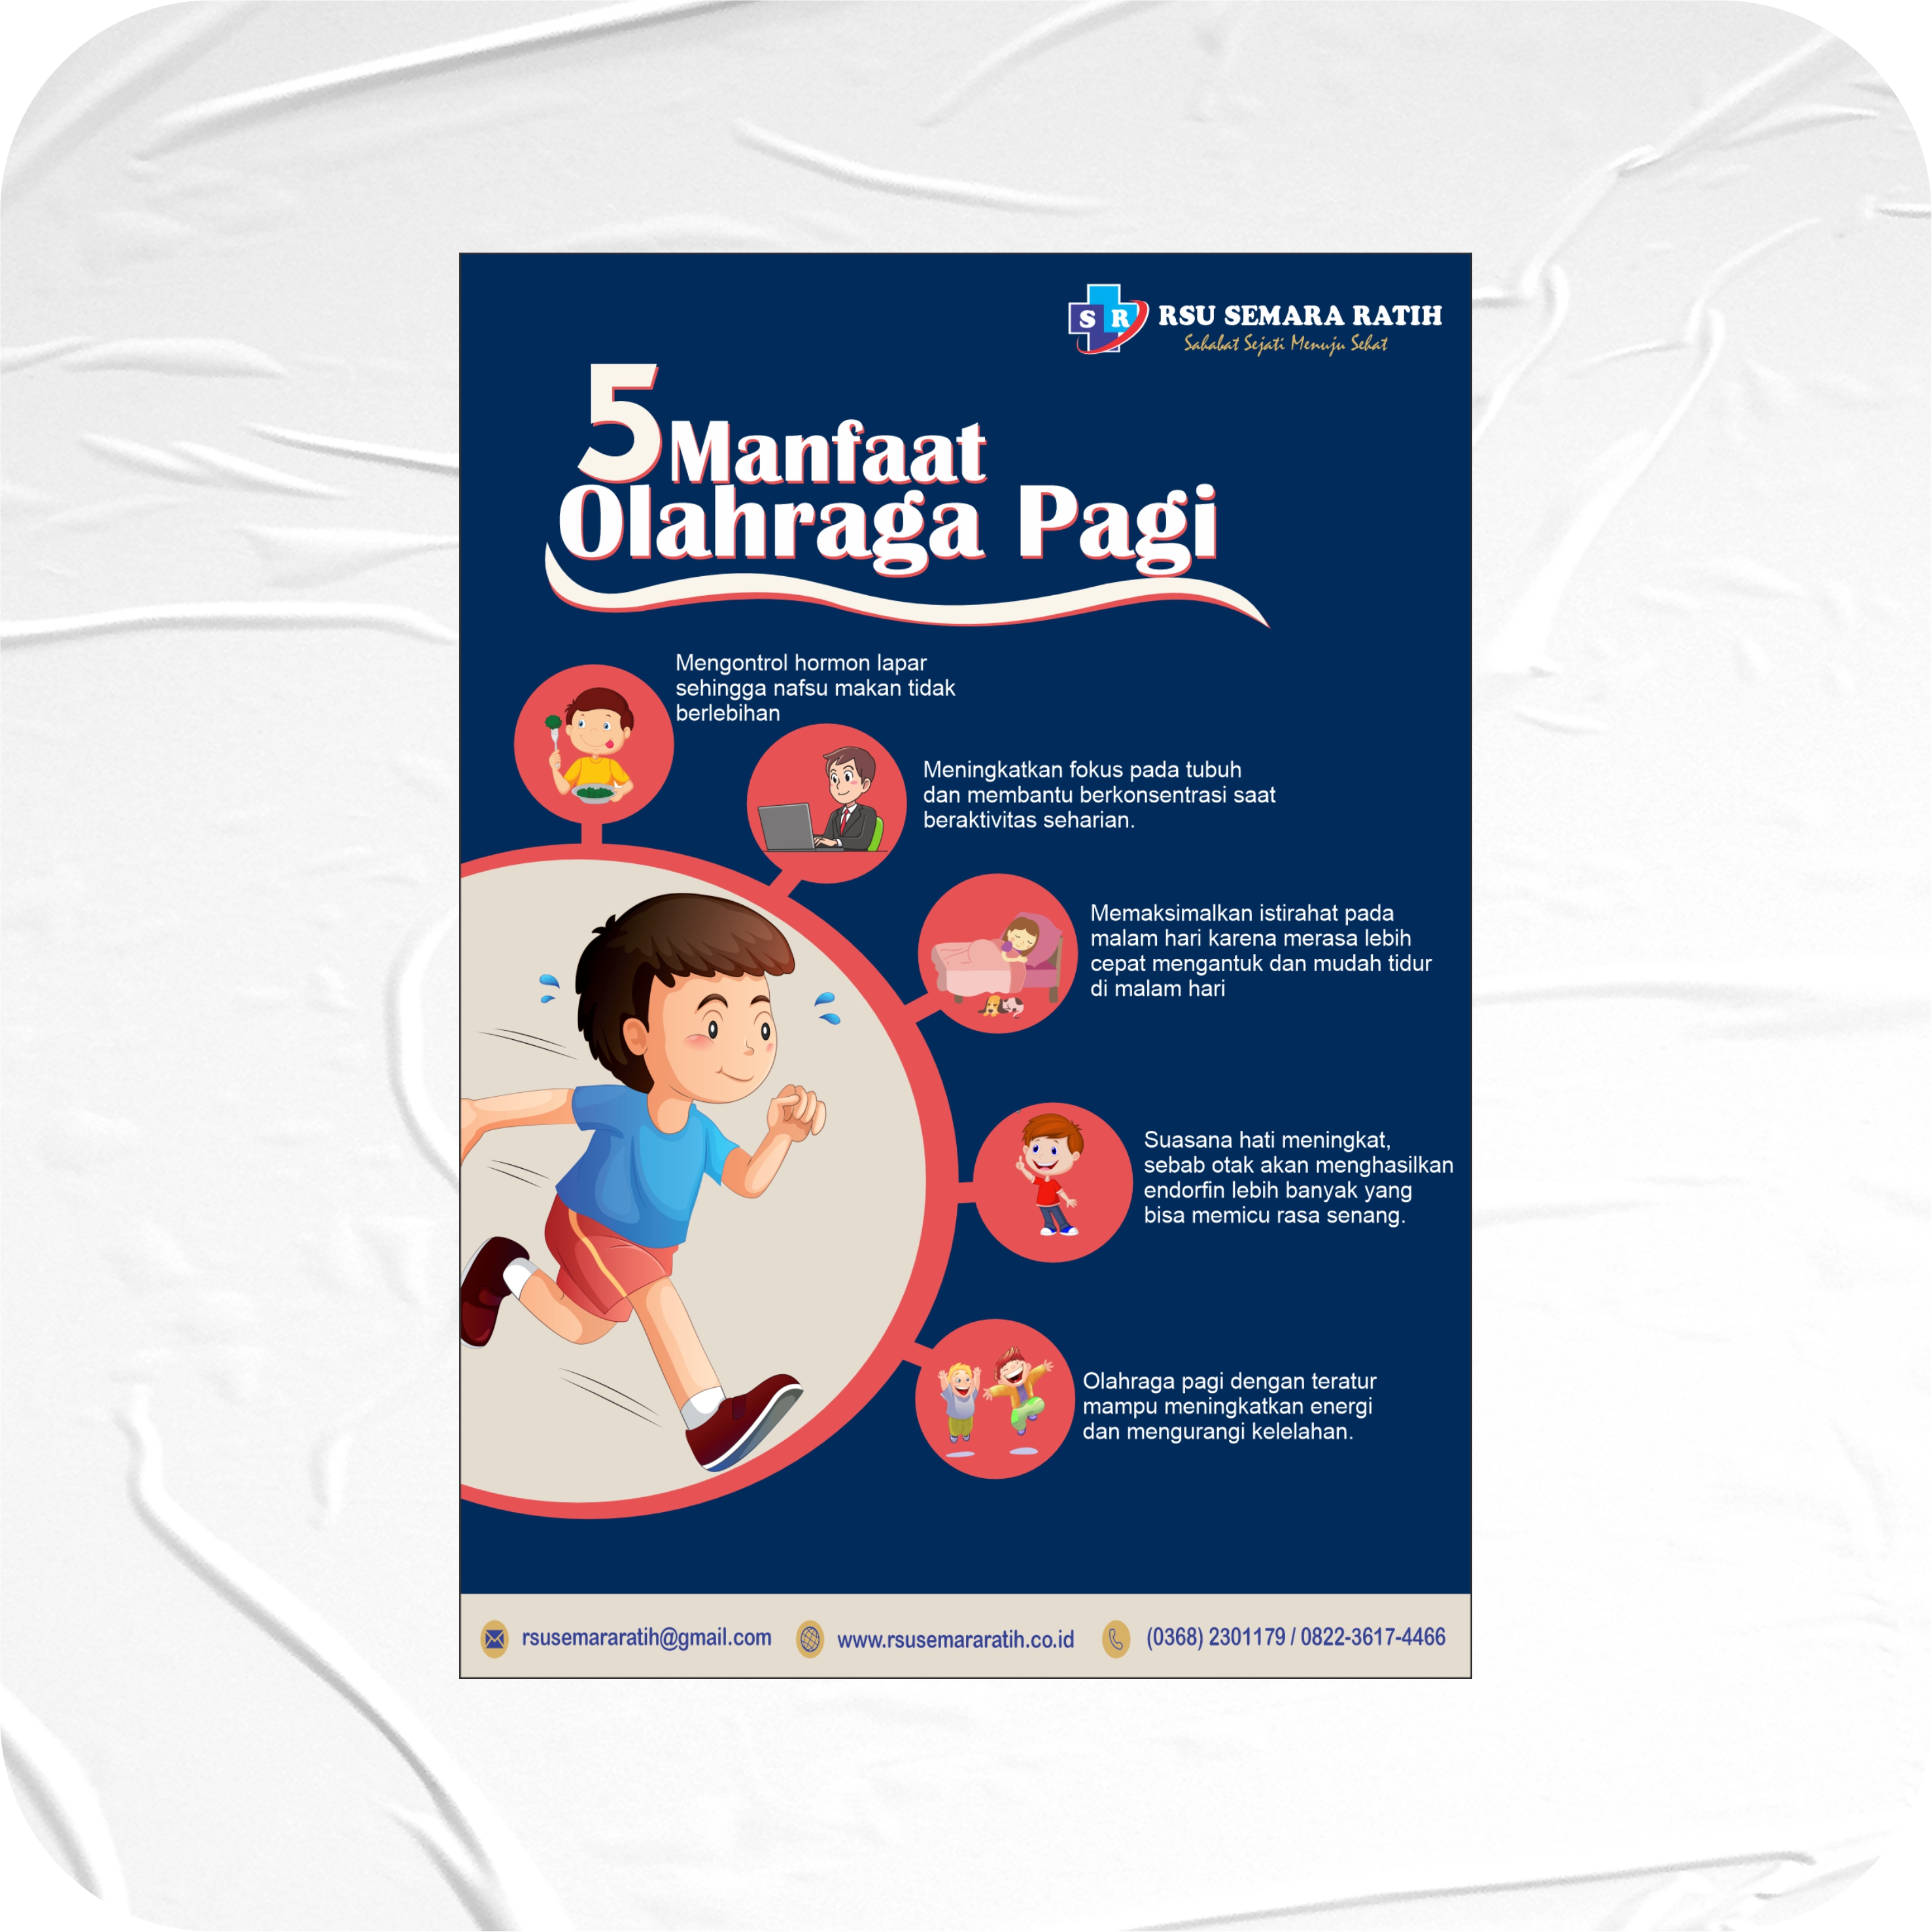 S R RSU SEMARA RATIH
Sahabat Sejati Menuju Sehat
5 Manfaat
Olahraga Pagi
Mengontrol hormon lapar
sehingga nafsu makan tidak
berlebihan
Meningkatkan fokus pada tubuh
dan membantu berkonsentrasi saat
beraktivitas seharian.
Memaksimalkan istirahat pada
malam hari karena merasa lebih
cepat mengantuk dan mudah tidur
di malam hari
Suasana hati meningkat,
sebab otak akan menghasilkan
endorfin lebih banyak yang
bisa memicu rasa senang.
Olahraga pagi dengan teratur
mampu meningkatkan energi
dan mengurangi kelelahan.
rsusemararatih@gmail.com www.rsusemararatih.co.id (0368) 2301179 / 0822-3617-4466